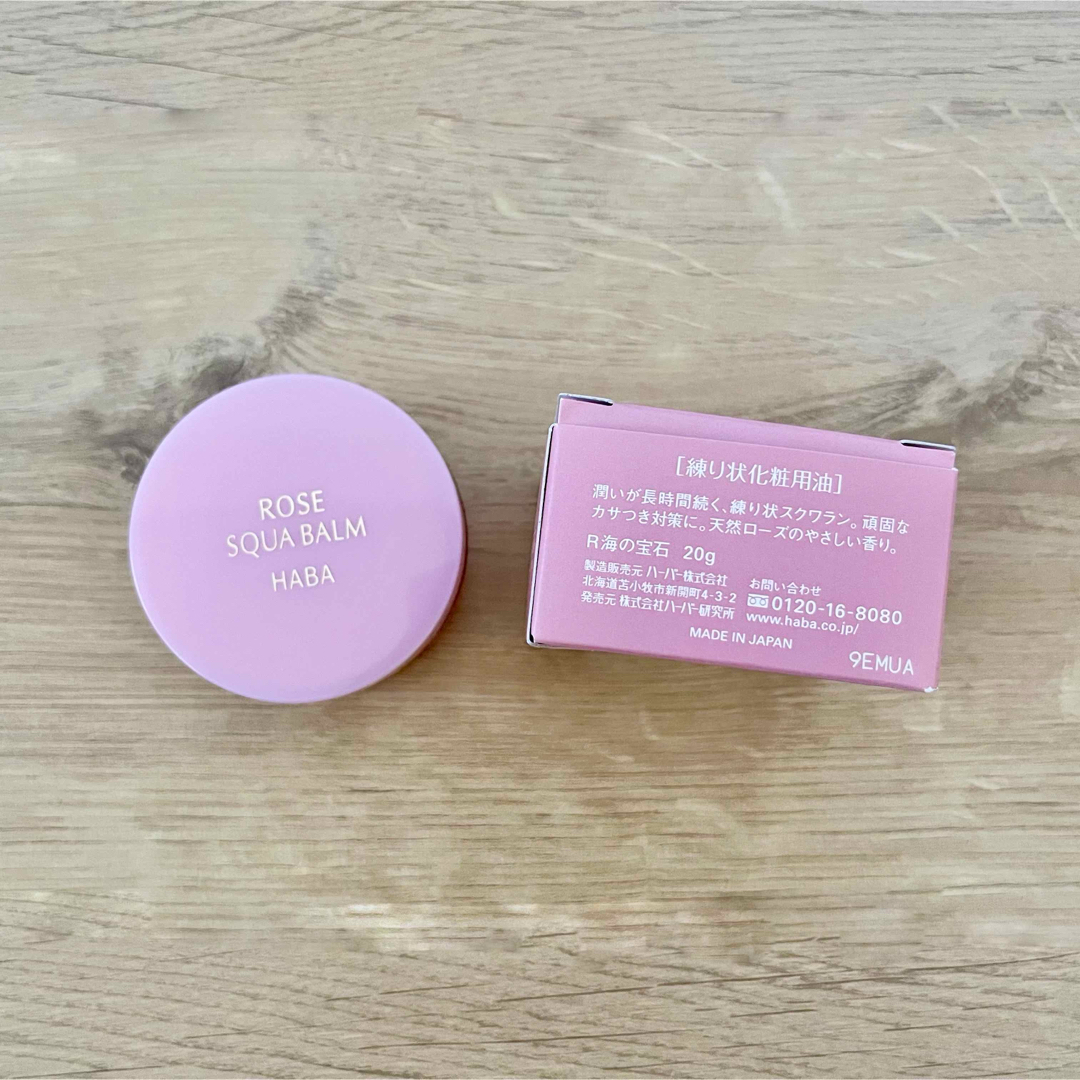 ROSE
SQUA BALM
HABA
［練り状化粧用油］
潤いが長時間続く、練り状スクワラン。頑固な
カサつき対策に。天然ローズのやさしい香り。
R海の宝石 20g
製造販売元 ハーバー株式会社
北海道苫小牧市新開町4-3-2
発売元 株式会社ハーバー研究所
お問い合わせ
0120-16-8080
www.haba.co.jp/
MADE IN JAPAN
9EMUA